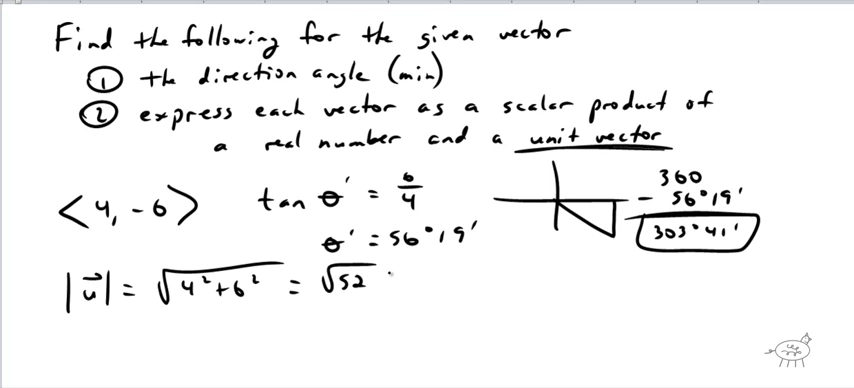 Find the following for the given vector
① the direction angle (min)
② express each vector as a scalar product of
a real number and a unit vector
<4, -6> tan θ' = 6/4
θ' = 56°19'
360
- 56°19'
303°41'
|u⃗| = √4²+6² = √52